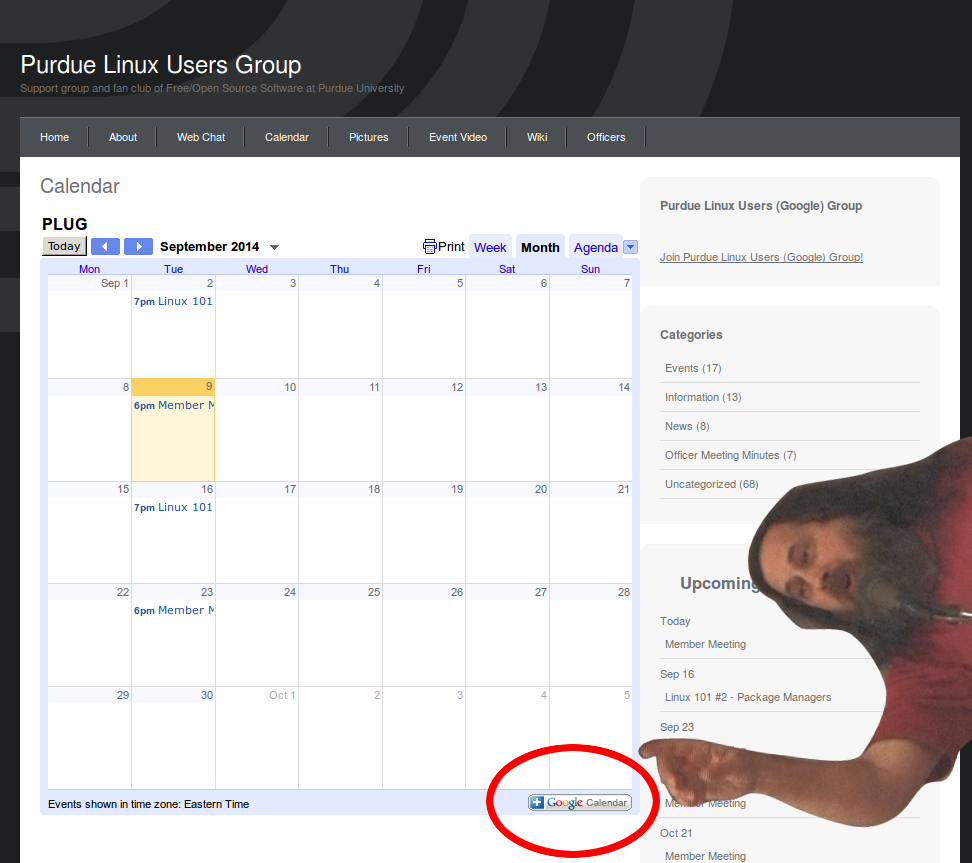 Purdue Linux Users Group
Support group and fan club of Free/Open Source Software at Purdue University
Home About Web Chat Calendar Pictures Event Video Wiki Officers
Calendar
PLUG
Today September 2014 Print Week Month Agenda
Mon Tue Wed Thu Fri Sat Sun
Sep 1 2 3 4 5 6 7
7pm Linux 101
8 9 10 11 12 13 14
6pm Member M
15 16 17 18 19 20 21
7pm Linux 101
22 23 24 25 26 27 28
6pm Member M
29 30 Oct 1 2 3 4 5
Events shown in time zone: Eastern Time
Google Calendar
Purdue Linux Users (Google) Group
Join Purdue Linux Users (Google) Group!
Categories
Events (17)
Information (13)
News (8)
Officer Meeting Minutes (7)
Uncategorized (68)
Upcoming
Today
Member Meeting
Sep 16
Linux 101 #2 - Package Managers
Sep 23
Meeting
Oct 21
Member Meeting